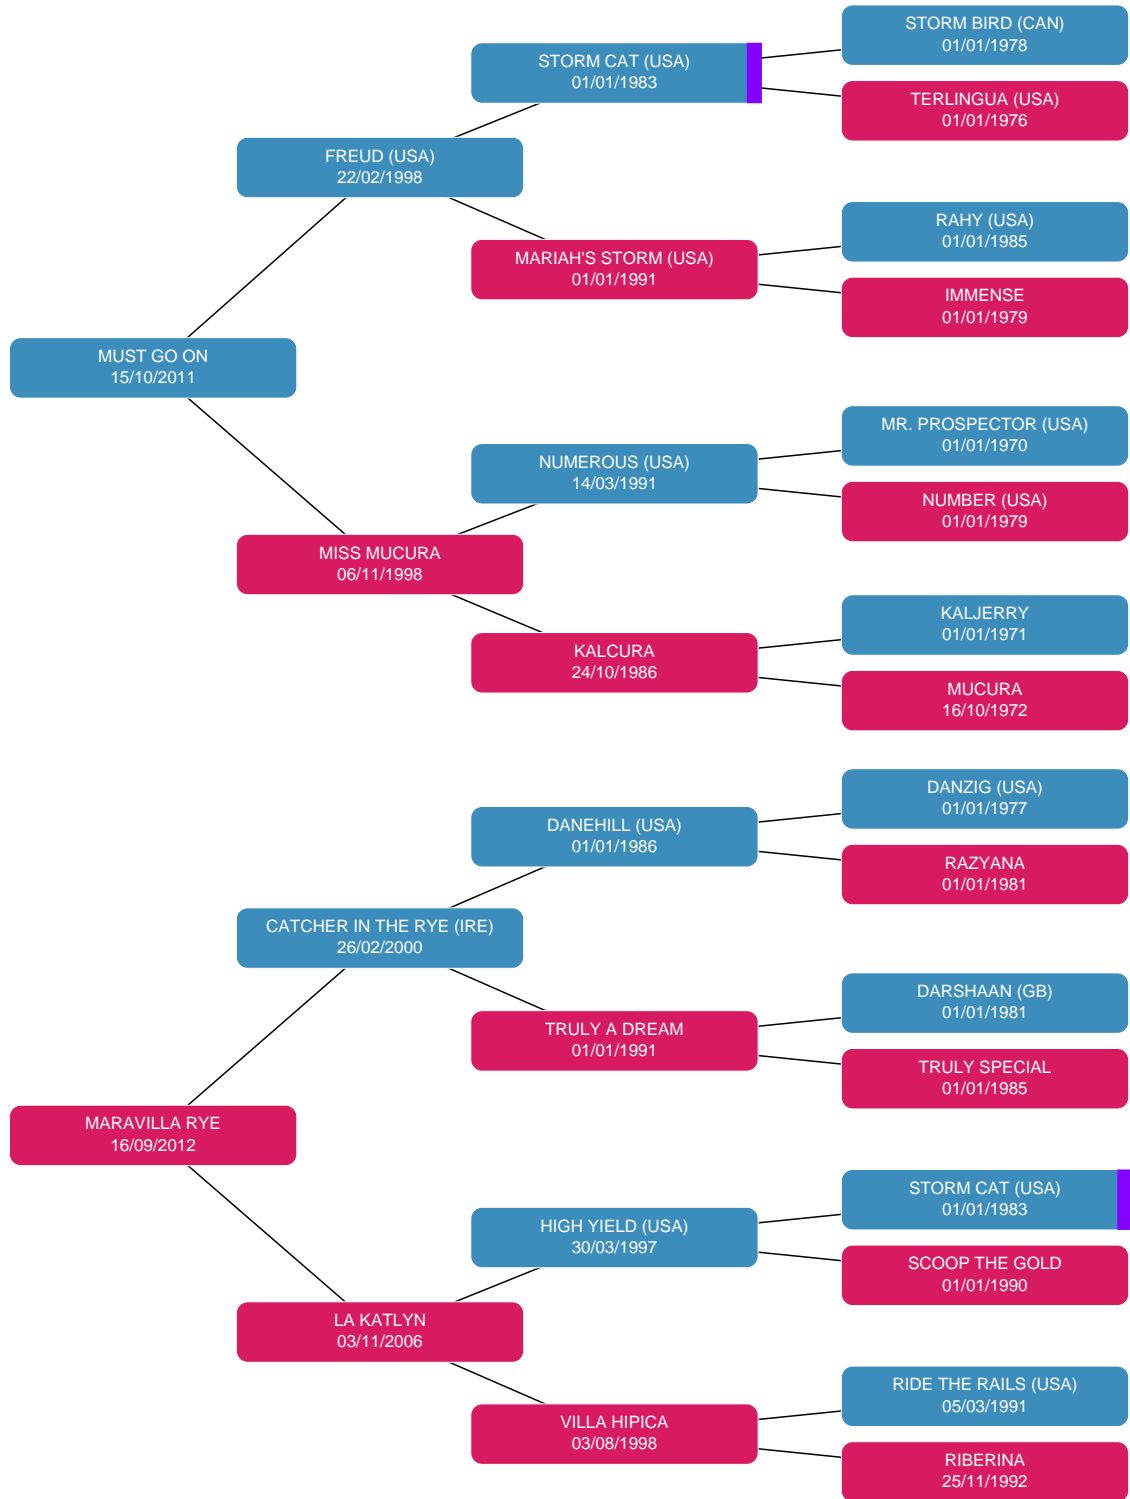 STORM BIRD (CAN)
01/01/1978
STORM CAT (USA)
01/01/1983
TERLINGUA (USA)
01/01/1976
FREUD (USA)
22/02/1998
RAHY (USA)
01/01/1985
MARIAH'S STORM (USA)
01/01/1991
IMMENSE
01/01/1979
MUST GO ON
15/10/2011
MR. PROSPECTOR (USA)
01/01/1970
NUMEROUS (USA)
14/03/1991
NUMBER (USA)
01/01/1979
MISS MUCURA
06/11/1998
KALJERRY
01/01/1971
KALCURA
24/10/1986
MUCURA
16/10/1972
DANZIG (USA)
01/01/1977
DANEHILL (USA)
01/01/1986
RAZYANA
01/01/1981
CATCHER IN THE RYE (IRE)
26/02/2000
DARSHAAN (GB)
01/01/1981
TRULY A DREAM
01/01/1991
TRULY SPECIAL
01/01/1985
MARAVILLA RYE
16/09/2012
STORM CAT (USA)
01/01/1983
HIGH YIELD (USA)
30/03/1997
SCOOP THE GOLD
01/01/1990
LA KATLYN
03/11/2006
RIDE THE RAILS (USA)
05/03/1991
VILLA HIPICA
03/08/1998
RIBERINA
25/11/1992